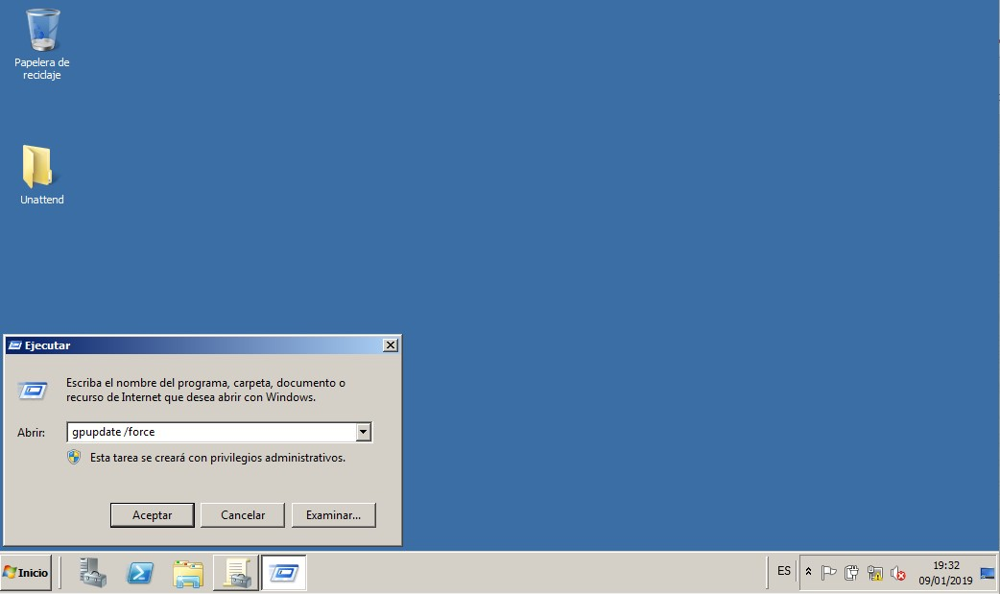 Papelera de
reciclaje
Unattend
Ejecutar
Escriba el nombre del programa, carpeta, documento o
recurso de Internet que desea abrir con Windows.
Abrir:
gpupdate /force
Esta tarea se creará con privilegios administrativos.
Aceptar
Cancelar
Examinar...
Inicio
ES
19:32
09/01/2019